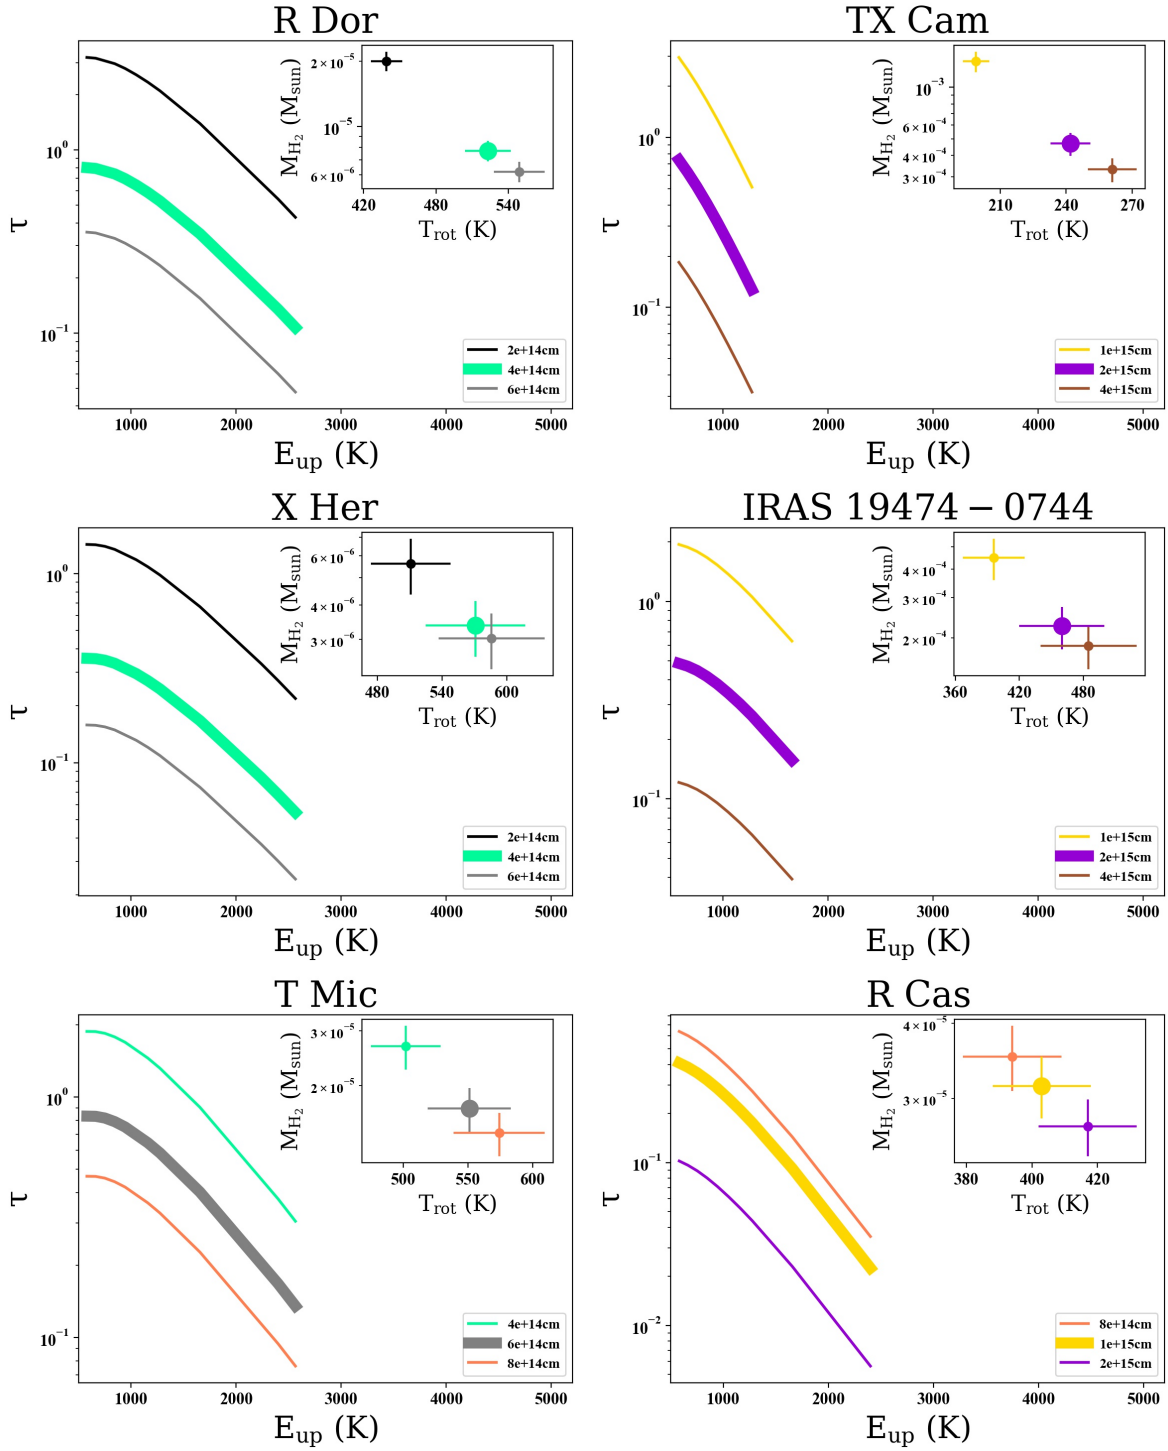 R Dor
τ
10⁰
10⁻¹
1000 2000 3000 4000 5000
E_up (K)
M_H₂ (M_sun)
2×10⁻⁵
10⁻⁵
6×10⁻⁶
420 480 540
T_rot (K)
2e+14cm
4e+14cm
6e+14cm
TX Cam
τ
10⁰
10⁻¹
1000 2000 3000 4000 5000
E_up (K)
M_H₂ (M_sun)
10⁻³
6×10⁻⁴
4×10⁻⁴
3×10⁻⁴
210 240 270
T_rot (K)
1e+15cm
2e+15cm
4e+15cm
X Her
τ
10⁰
10⁻¹
1000 2000 3000 4000 5000
E_up (K)
M_H₂ (M_sun)
6×10⁻⁶
4×10⁻⁶
3×10⁻⁶
480 540 600
T_rot (K)
2e+14cm
4e+14cm
6e+14cm
IRAS 19474 − 0744
τ
10⁰
10⁻¹
1000 2000 3000 4000 5000
E_up (K)
M_H₂ (M_sun)
4×10⁻⁴
3×10⁻⁴
2×10⁻⁴
360 420 480
T_rot (K)
1e+15cm
2e+15cm
4e+15cm
T Mic
τ
10⁰
10⁻¹
1000 2000 3000 4000 5000
E_up (K)
M_H₂ (M_sun)
3×10⁻⁵
2×10⁻⁵
500 550 600
T_rot (K)
4e+14cm
6e+14cm
8e+14cm
R Cas
τ
10⁻¹
10⁻²
1000 2000 3000 4000 5000
E_up (K)
M_H₂ (M_sun)
4×10⁻⁵
3×10⁻⁵
380 400 420
T_rot (K)
8e+14cm
1e+15cm
2e+15cm